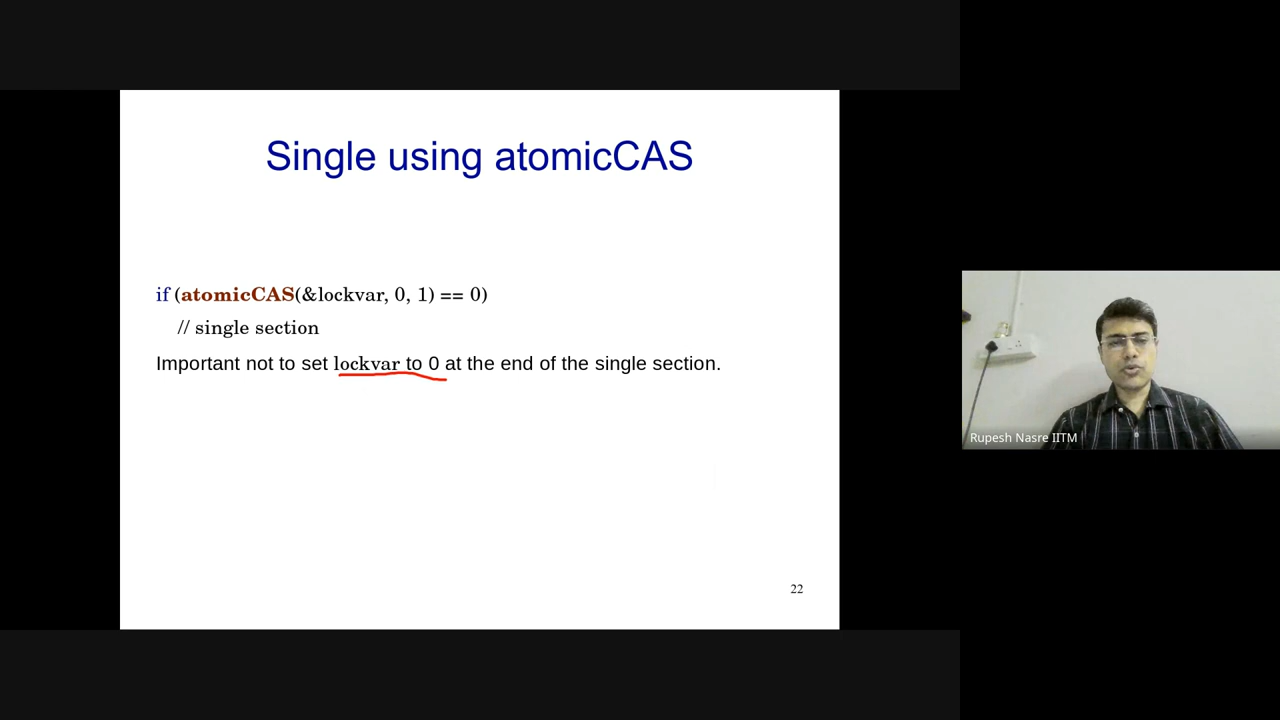 Single using atomicCAS
if (atomicCAS(&lockvar, 0, 1) == 0)
// single section
Important not to set lockvar to 0 at the end of the single section.
22
Rupesh Nasre IITM